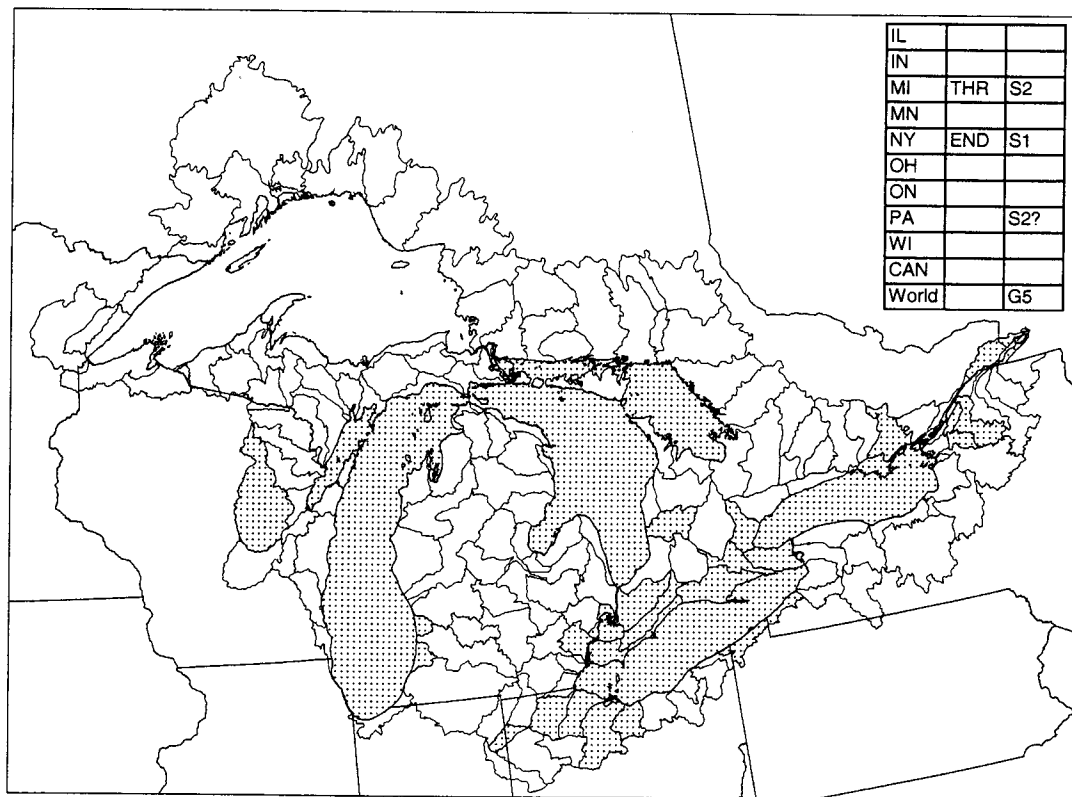 IL
IN
MI THR S2
MN
NY END S1
OH
ON
PA S2?
WI
CAN
World G5